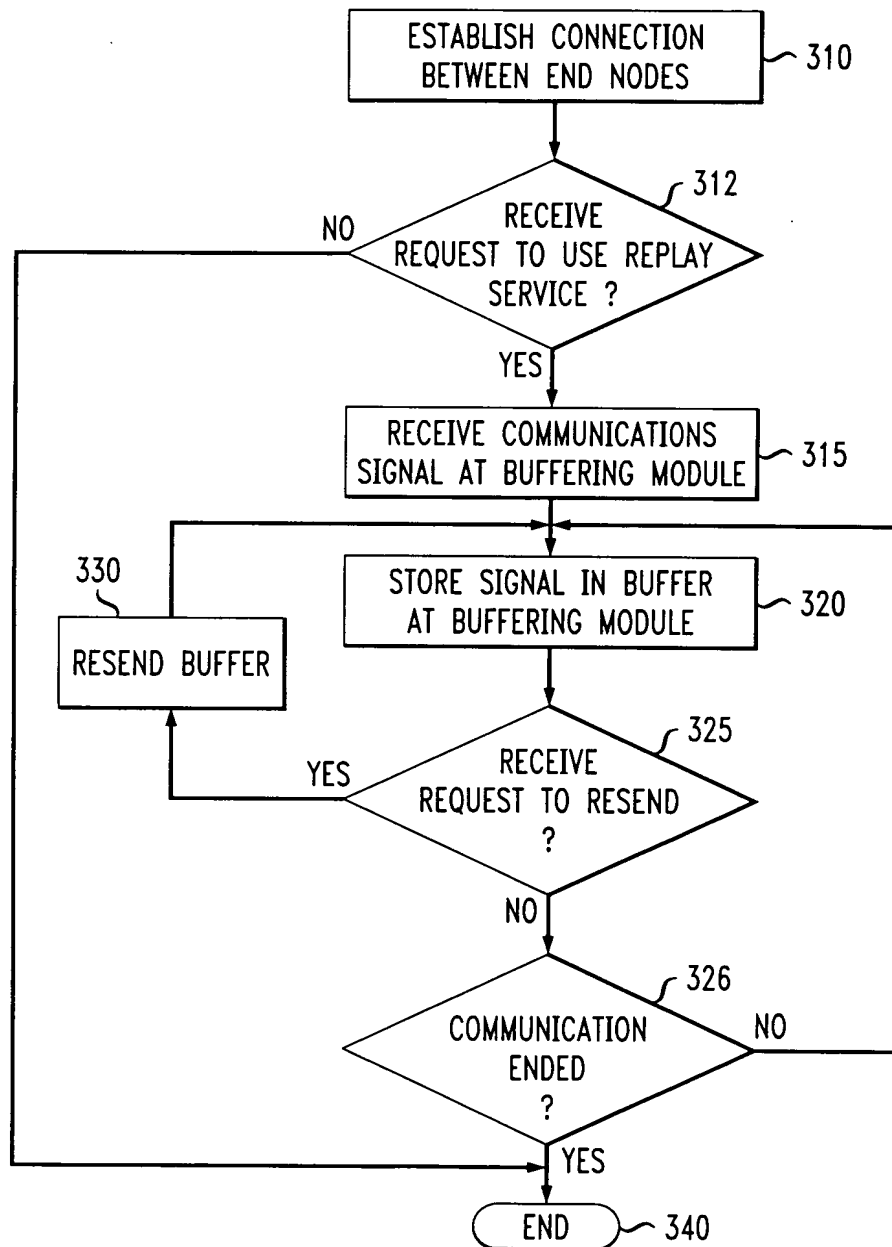 ESTABLISH CONNECTION
BETWEEN END NODES
310
312
NO
RECEIVE
REQUEST TO USE REPLAY
SERVICE ?
YES
RECEIVE COMMUNICATIONS
SIGNAL AT BUFFERING MODULE
315
330
STORE SIGNAL IN BUFFER
AT BUFFERING MODULE
320
RESEND BUFFER
325
YES
RECEIVE
REQUEST TO RESEND
?
NO
326
COMMUNICATION
ENDED
?
NO
YES
END
340